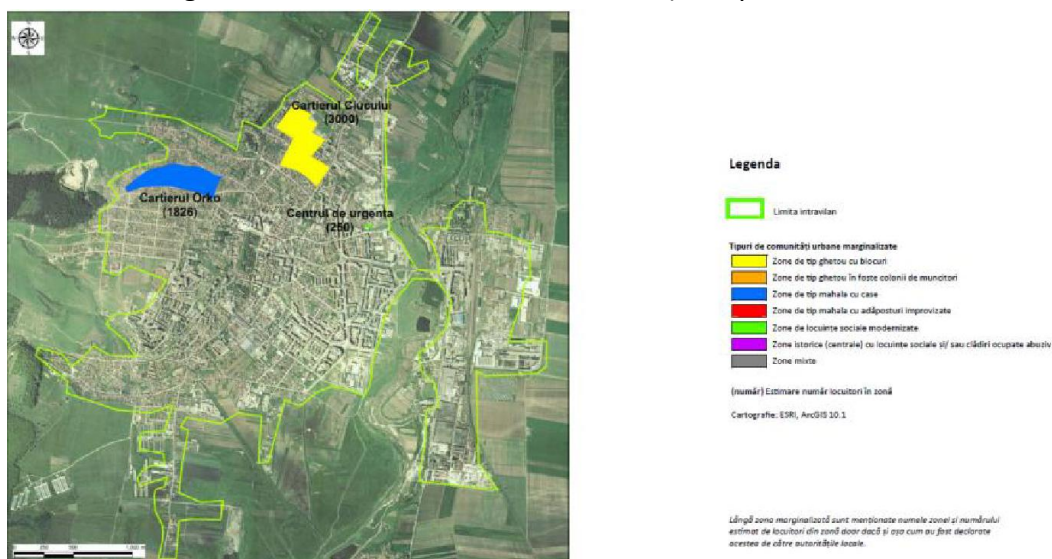 Cartierul Ciucului
(3000)
Cartierul Orko
(1826)
Centrul de urgenta
(250)
Legenda
Limita intravilan
Tipuri de comunități urbane marginalizate
Zone de tip ghetou cu blocuri
Zone de tip ghetou în foste colonii de muncitori
Zone de tip mahala cu case
Zone de tip mahala cu adăposturi improvizate
Zone de locuințe sociale modernizate
Zone istorice (centrale) cu locuințe sociale și/ sau clădiri ocupate abuziv
Zone mixte
(număr) Estimare număr locuitori în zonă
Cartografie: ESRI, ArcGIS 10.1
Lângă zona marginalizată sunt menționate numele zonei și numărului
estimat de locuitori din zonă doar dacă și așa cum au fost declarate
acestea de către autoritățile locale.